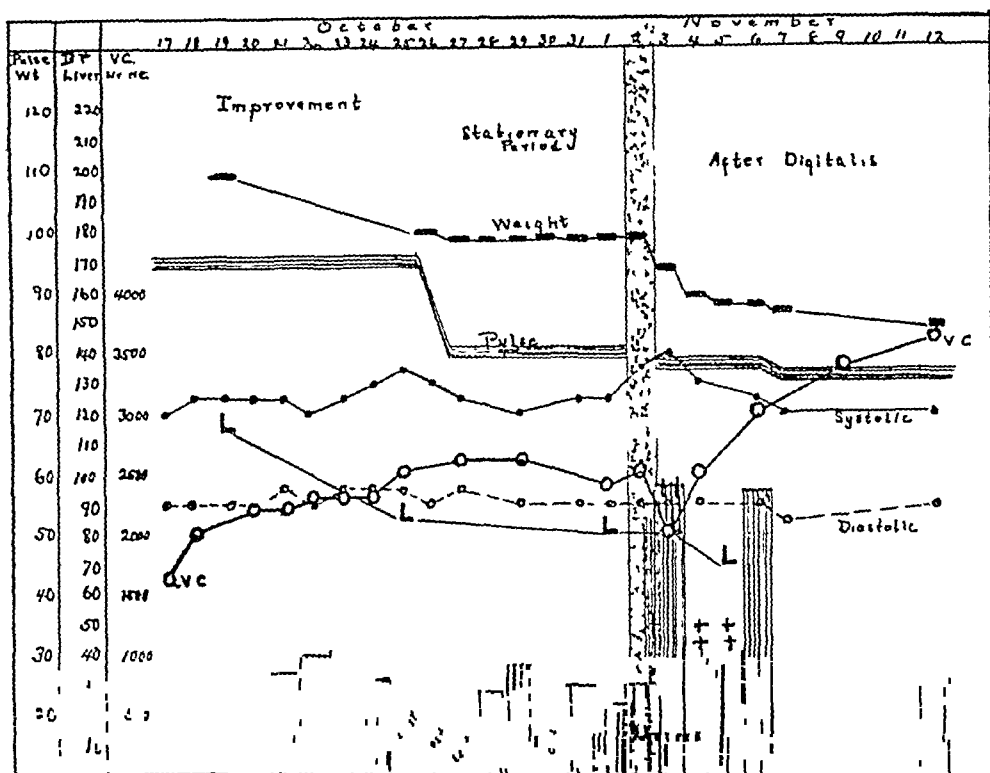 October November
17 18 19 20 21 23 24 25 26 27 28 29 30 31 1 2 3 4 5 6 7 8 9 10 11 12
Pulse BP VC
Wt Liver
Improvement
120 220
Stationary
Period
210
After Digitalis
110 200
190
Weight
100 180
170
90 160 4000
150
VC
Pulse
80 140 3500
130
70 120 3000
Systolic
L
110
60 100 2500
90
L L
Diastolic
50 80 2000
L
70
VC
40 60 1500
50
+ + +
+ +
30 40 1000
20